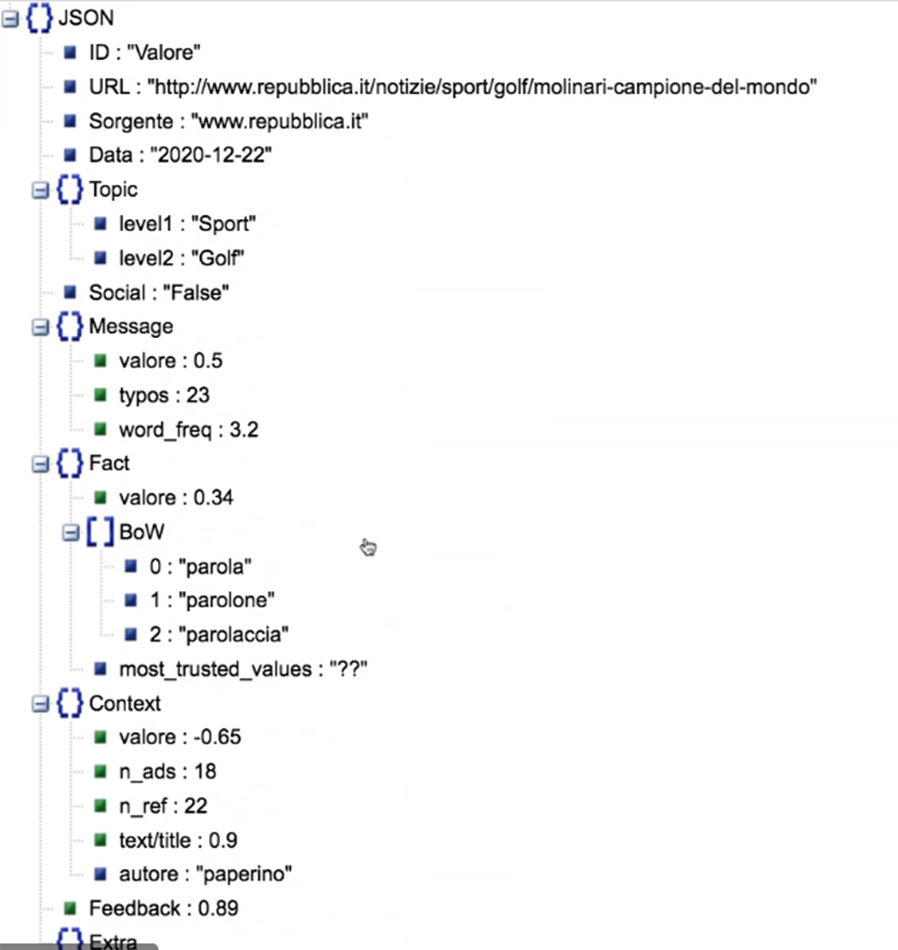 JSON
ID : "Valore"
URL : "http://www.repubblica.it/notizie/sport/golf/molinari-campione-del-mondo"
Sorgente : "www.repubblica.it"
Data : "2020-12-22"
Topic
level1 : "Sport"
level2 : "Golf"
Social : "False"
Message
valore : 0.5
typos : 23
word_freq : 3.2
Fact
valore : 0.34
BoW
0 : "parola"
1 : "parolone"
2 : "parolaccia"
most_trusted_values : "??"
Context
valore : -0.65
n_ads : 18
n_ref : 22
text/title : 0.9
autore : "paperino"
Feedback : 0.89
Extra